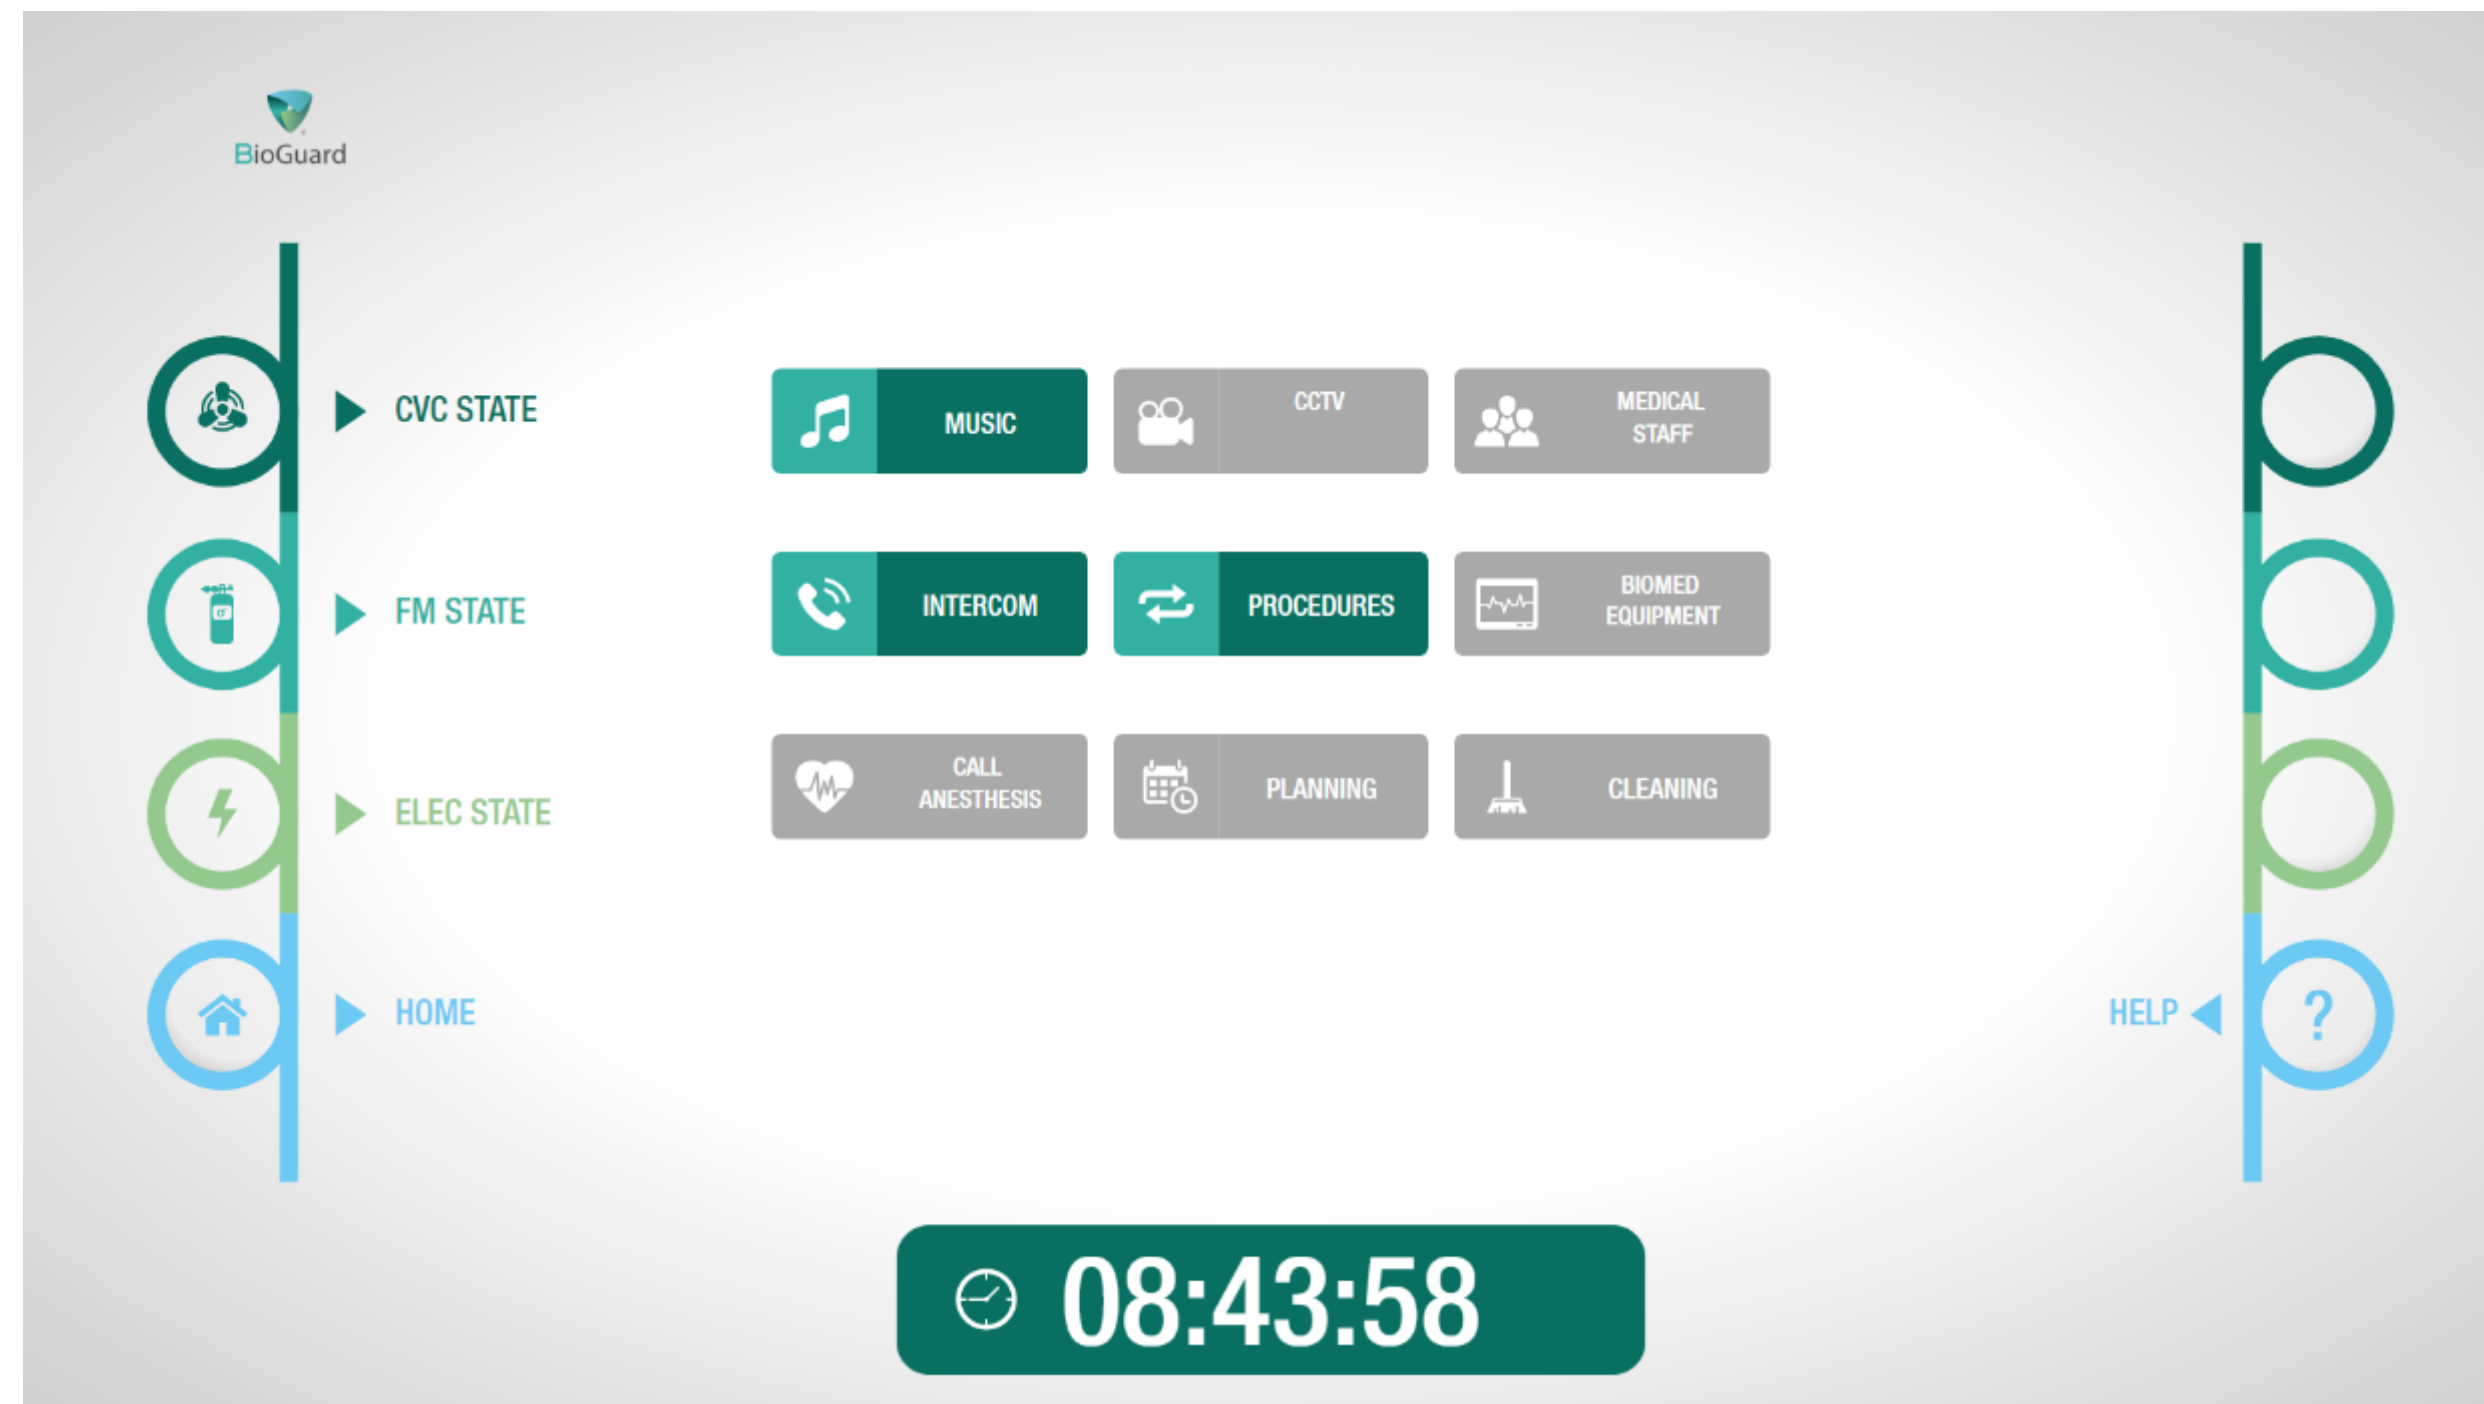 BioGuard
CVC STATE
FM STATE
ELEC STATE
HOME
MUSIC
CCTV
MEDICAL
STAFF
INTERCOM
PROCEDURES
BIOMED
EQUIPMENT
CALL
ANESTHESIS
PLANNING
CLEANING
HELP
?
08:43:58